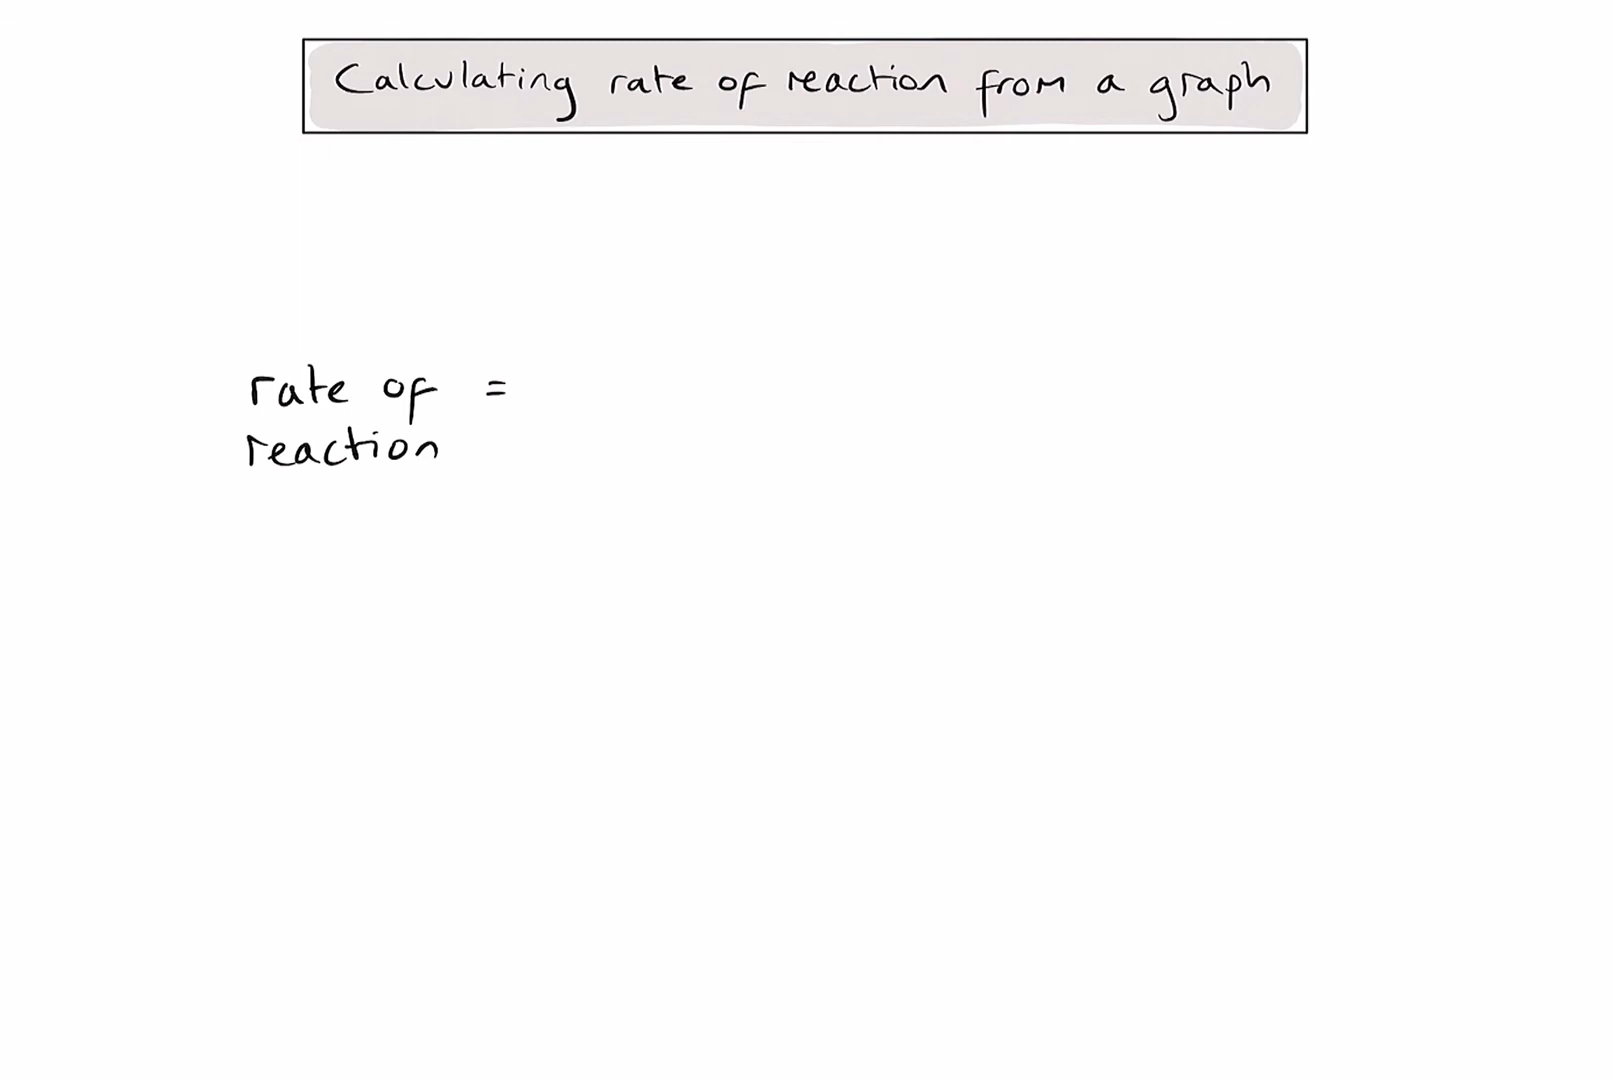 Calculating rate of reaction from a graph
rate of =
reaction